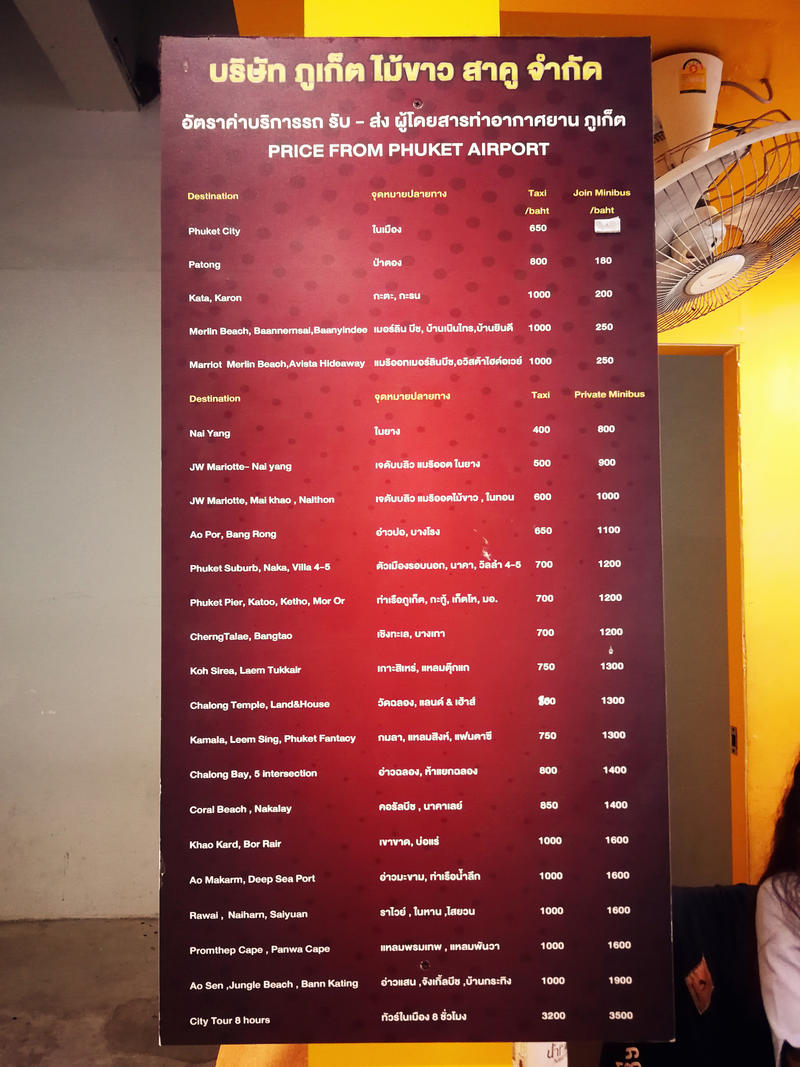 บริษัท ภูเก็ต ไม้ขาว สาคู จำกัด
อัตราค่าบริการรถ รับ - ส่ง ผู้โดยสารท่าอากาศยาน ภูเก็ต
PRICE FROM PHUKET AIRPORT
Destination จุดหมายปลายทาง Taxi /baht Join Minibus /baht
Phuket City ในเมือง 650
Patong ป่าตอง 800 180
Kata, Karon กะตะ, กะรน 1000 200
Merlin Beach, Baannernsai,Baanyindee เมอร์ลิน บีช, บ้านเนินไทร,บ้านยินดี 1000 250
Marriot Merlin Beach,Avista Hideaway แมริออทเมอร์ลินบีช,อวิสต้าไฮด์อเวย์ 1000 250
Destination จุดหมายปลายทาง Taxi Private Minibus
Nai Yang ในยาง 400 800
JW Mariotte- Nai yang เจดับบลิว แมริออต ในยาง 500 900
JW Mariotte, Mai khao , Naithon เจดับบลิว แมริออตไม้ขาว , ในทอน 600 1000
Ao Por, Bang Rong อ่าวปอ, บางโรง 650 1100
Phuket Suburb, Naka, Villa 4-5 ตัวเมืองรอบนอก, นาคา, วิลล่า 4-5 700 1200
Phuket Pier, Katoo, Ketho, Mor Or ท่าเรือภูเก็ต, กะทู้, เก็ตโห, มอ. 700 1200
CherngTalae, Bangtao เชิงทะเล, บางเทา 700 1200
Koh Sirea, Laem Tukkair เกาะสิเหร่, แหลมตุ๊กแก 750 1300
Chalong Temple, Land&House วัดฉลอง, แลนด์ & เฮ้าส์ 1300
Kamala, Leem Sing, Phuket Fantacy กมลา, แหลมสิงห์, แฟนตาซี 750 1300
Chalong Bay, 5 intersection อ่าวฉลอง, ห้าแยกฉลอง 800 1400
Coral Beach , Nakalay คอรัลบีช , นาคาเลย์ 850 1400
Khao Kard, Bor Rair เขาขาด, บ่อแร่ 1000 1600
Ao Makarm, Deep Sea Port อ่าวมะขาม, ท่าเรือน้ำลึก 1000 1600
Rawai , Naiharn, Saiyuan ราไวย์ , ในหาน ,ไสยวน 1000 1600
Promthep Cape , Panwa Cape แหลมพรมเทพ , แหลมพันวา 1000 1600
Ao Sen ,Jungle Beach , Bann Kating อ่าวแสน ,จังเกิ้ลบีช ,บ้านกระทิง 1000 1900
City Tour 8 hours ทัวร์ในเมือง 8 ชั่วโมง 3200 3500